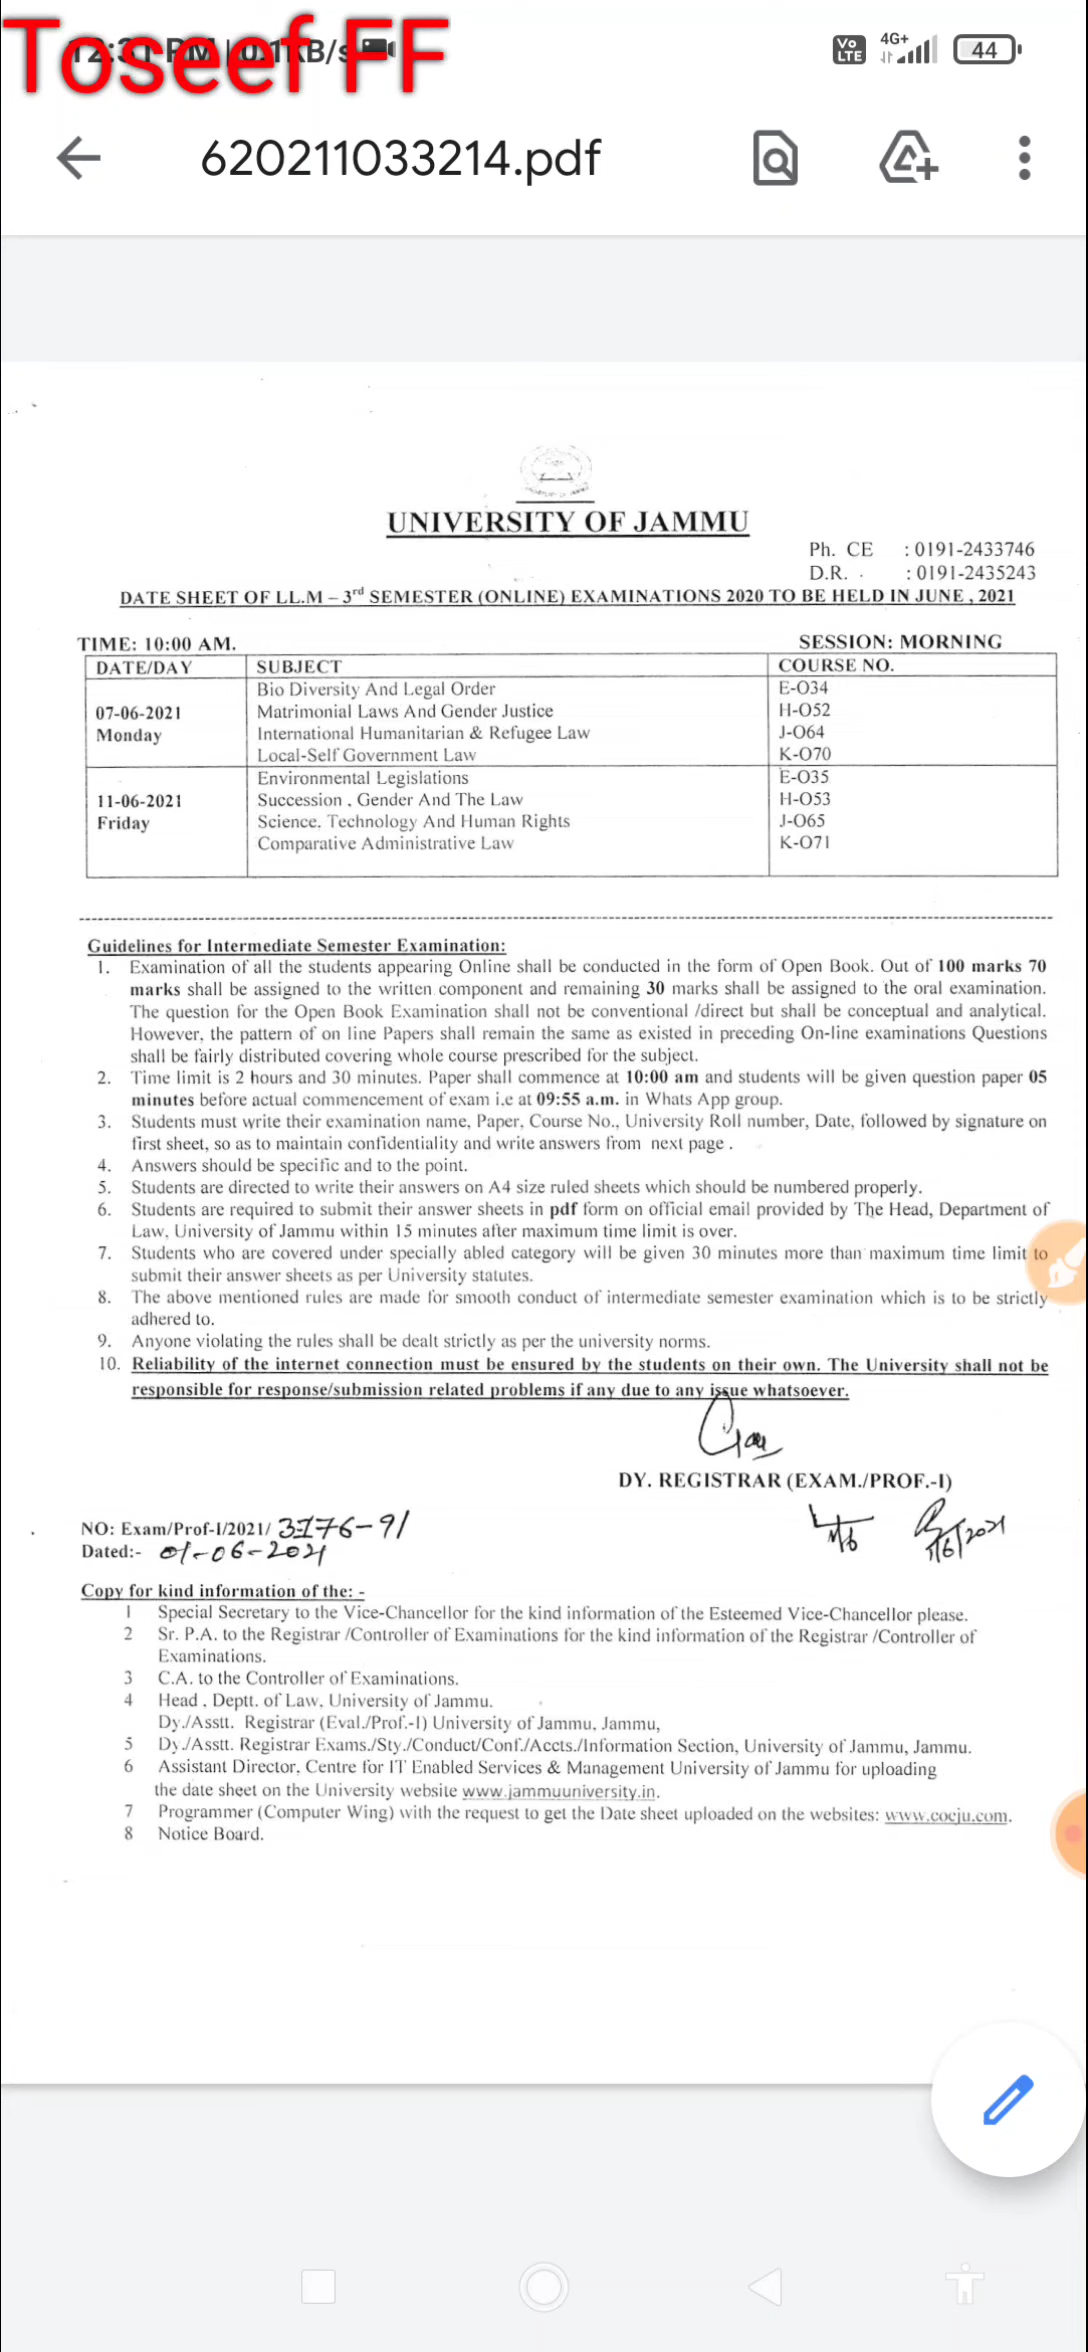 Toseef FF
12:31 PM | 0.1KB/s
Vo LTE 4G+ 44
620211033214.pdf
UNIVERSITY OF JAMMU
Ph. CE : 0191-2433746
D.R. : 0191-2435243
DATE SHEET OF LL.M – 3rd SEMESTER (ONLINE) EXAMINATIONS 2020 TO BE HELD IN JUNE , 2021
TIME: 10:00 AM. SESSION: MORNING
DATE/DAY SUBJECT COURSE NO.
Bio Diversity And Legal Order E-O34
07-06-2021 Matrimonial Laws And Gender Justice H-O52
Monday International Humanitarian & Refugee Law J-O64
Local-Self Government Law K-O70
Environmental Legislations E-O35
11-06-2021 Succession , Gender And The Law H-O53
Friday Science, Technology And Human Rights J-O65
Comparative Administrative Law K-O71
Guidelines for Intermediate Semester Examination:
1. Examination of all the students appearing Online shall be conducted in the form of Open Book. Out of 100 marks 70
marks shall be assigned to the written component and remaining 30 marks shall be assigned to the oral examination.
The question for the Open Book Examination shall not be conventional /direct but shall be conceptual and analytical.
However, the pattern of on line Papers shall remain the same as existed in preceding On-line examinations Questions
shall be fairly distributed covering whole course prescribed for the subject.
2. Time limit is 2 hours and 30 minutes. Paper shall commence at 10:00 am and students will be given question paper 05
minutes before actual commencement of exam i.e at 09:55 a.m. in Whats App group.
3. Students must write their examination name, Paper, Course No., University Roll number, Date, followed by signature on
first sheet, so as to maintain confidentiality and write answers from next page .
4. Answers should be specific and to the point.
5. Students are directed to write their answers on A4 size ruled sheets which should be numbered properly.
6. Students are required to submit their answer sheets in pdf form on official email provided by The Head, Department of
Law, University of Jammu within 15 minutes after maximum time limit is over.
7. Students who are covered under specially abled category will be given 30 minutes more than maximum time limit to
submit their answer sheets as per University statutes.
8. The above mentioned rules are made for smooth conduct of intermediate semester examination which is to be strictly
adhered to.
9. Anyone violating the rules shall be dealt strictly as per the university norms.
10. Reliability of the internet connection must be ensured by the students on their own. The University shall not be
responsible for response/submission related problems if any due to any issue whatsoever.
DY. REGISTRAR (EXAM./PROF.-I)
NO: Exam/Prof-I/2021/ 3176-91
Dated:- 01-06-2021
Copy for kind information of the: -
1 Special Secretary to the Vice-Chancellor for the kind information of the Esteemed Vice-Chancellor please.
2 Sr. P.A. to the Registrar /Controller of Examinations for the kind information of the Registrar /Controller of
Examinations.
3 C.A. to the Controller of Examinations.
4 Head , Deptt. of Law, University of Jammu.
Dy./Asstt. Registrar (Eval./Prof.-I) University of Jammu, Jammu,
5 Dy./Asstt. Registrar Exams./Sty./Conduct/Conf./Accts./Information Section, University of Jammu, Jammu.
6 Assistant Director, Centre for IT Enabled Services & Management University of Jammu for uploading
the date sheet on the University website www.jammuuniversity.in.
7 Programmer (Computer Wing) with the request to get the Date sheet uploaded on the websites: www.coeju.com.
8 Notice Board.